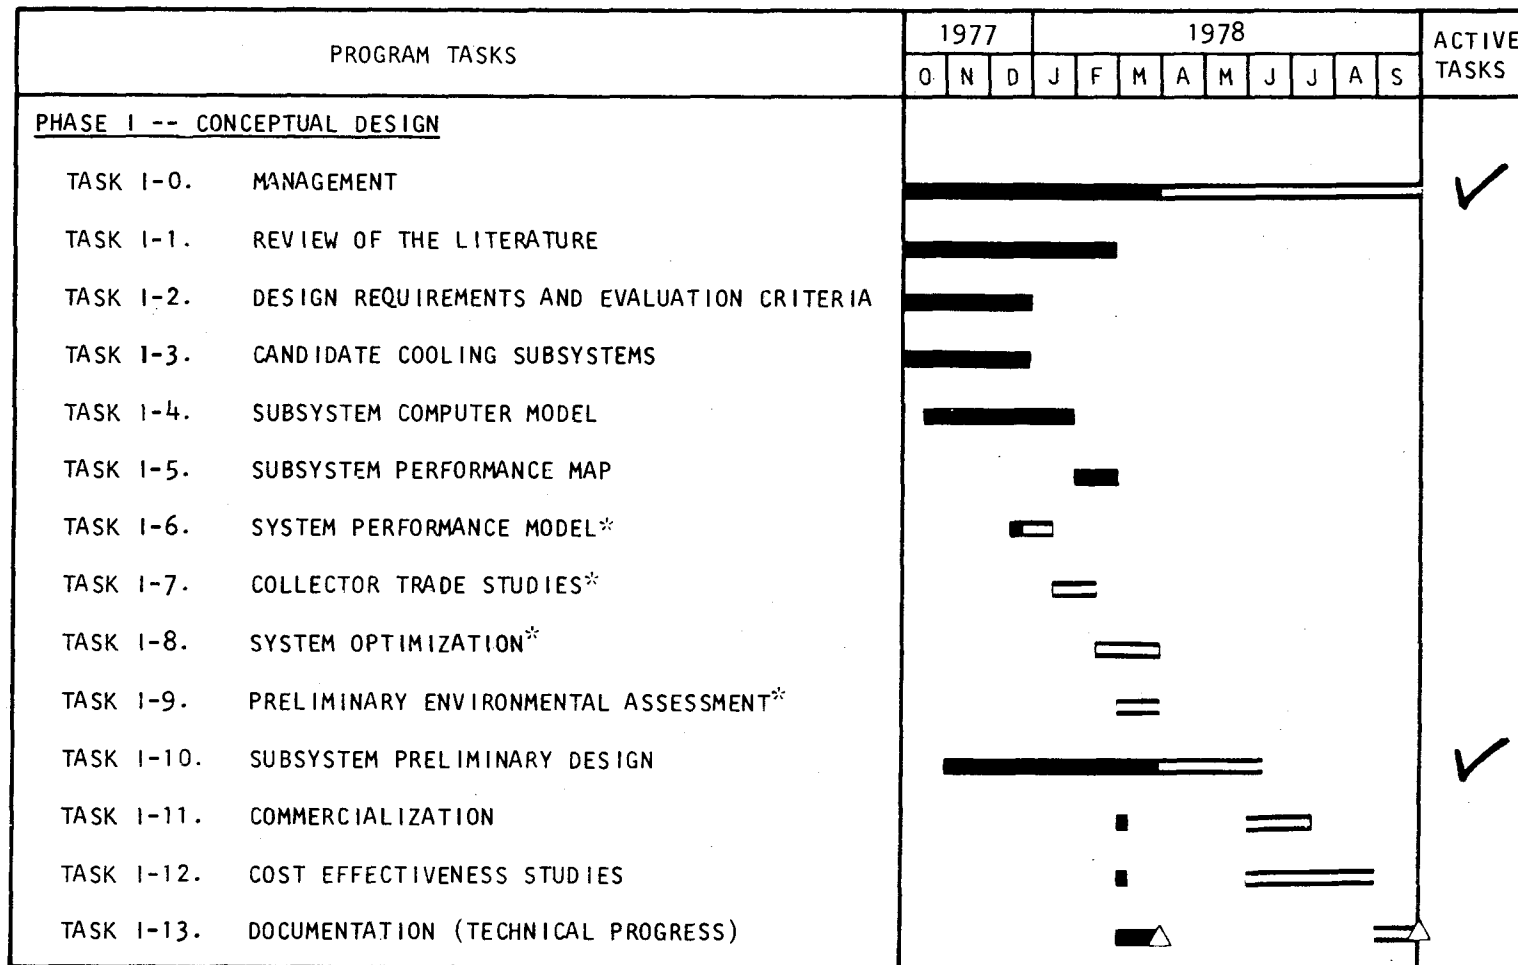 PROGRAM TASKS 1977 1978 ACTIVE TASKS
O N D J F M A M J J A S
PHASE I -- CONCEPTUAL DESIGN
TASK I-0. MANAGEMENT
TASK I-1. REVIEW OF THE LITERATURE
TASK I-2. DESIGN REQUIREMENTS AND EVALUATION CRITERIA
TASK I-3. CANDIDATE COOLING SUBSYSTEMS
TASK I-4. SUBSYSTEM COMPUTER MODEL
TASK I-5. SUBSYSTEM PERFORMANCE MAP
TASK I-6. SYSTEM PERFORMANCE MODEL*
TASK I-7. COLLECTOR TRADE STUDIES*
TASK I-8. SYSTEM OPTIMIZATION*
TASK I-9. PRELIMINARY ENVIRONMENTAL ASSESSMENT*
TASK I-10. SUBSYSTEM PRELIMINARY DESIGN
TASK I-11. COMMERCIALIZATION
TASK I-12. COST EFFECTIVENESS STUDIES
TASK I-13. DOCUMENTATION (TECHNICAL PROGRESS)